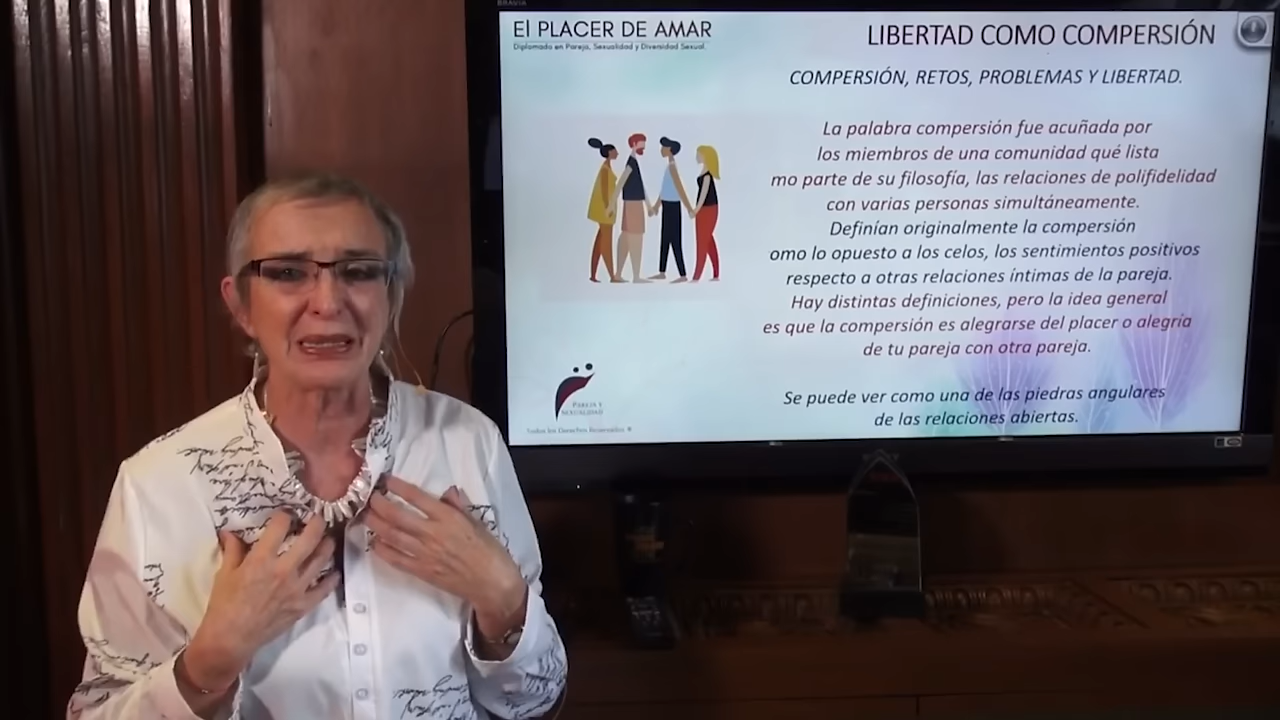 BRAVIA
El PLACER DE AMAR
Diplomado en Pareja, Sexualidad y Diversidad Sexual.
LIBERTAD COMO COMPERSIÓN
COMPERSIÓN, RETOS, PROBLEMAS Y LIBERTAD.
La palabra compersión fue acuñada por
los miembros de una comunidad qué lista
mo parte de su filosofía, las relaciones de polifidelidad
con varias personas simultáneamente.
Definían originalmente la compersión
omo lo opuesto a los celos, los sentimientos positivos
respecto a otras relaciones íntimas de la pareja.
Hay distintas definiciones, pero la idea general
es que la compersión es alegrarse del placer o alegría
de tu pareja con otra pareja.
Se puede ver como una de las piedras angulares
de las relaciones abiertas.
PAREJA Y
SEXUALIDAD
Todos los Derechos Reservados ®